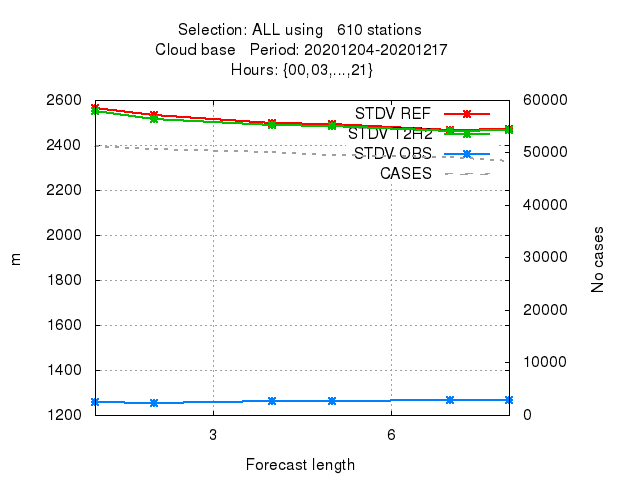 Selection: ALL using   610 stations
Cloud base   Period: 20201204-20201217
Hours: {00,03,...,21}
2600
2400
2200
2000
1800
1600
1400
1200
m
60000
50000
40000
30000
20000
10000
0
No cases
STDV REF
STDV T2H2
STDV OBS
CASES
3
6
Forecast length